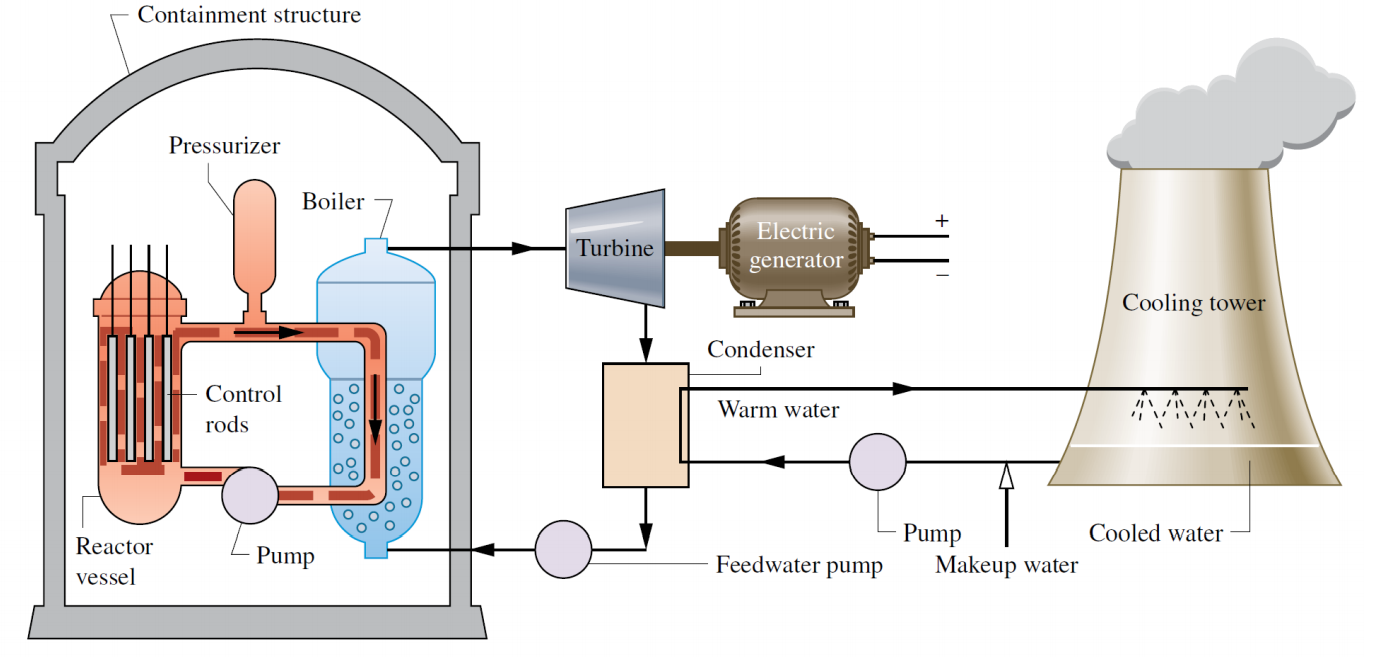 Containment structure
Pressurizer
Boiler
Turbine
Electric
generator
+
−
Cooling tower
Condenser
Control
rods
Warm water
Reactor
vessel
Pump
Feedwater pump
Pump
Makeup water
Cooled water